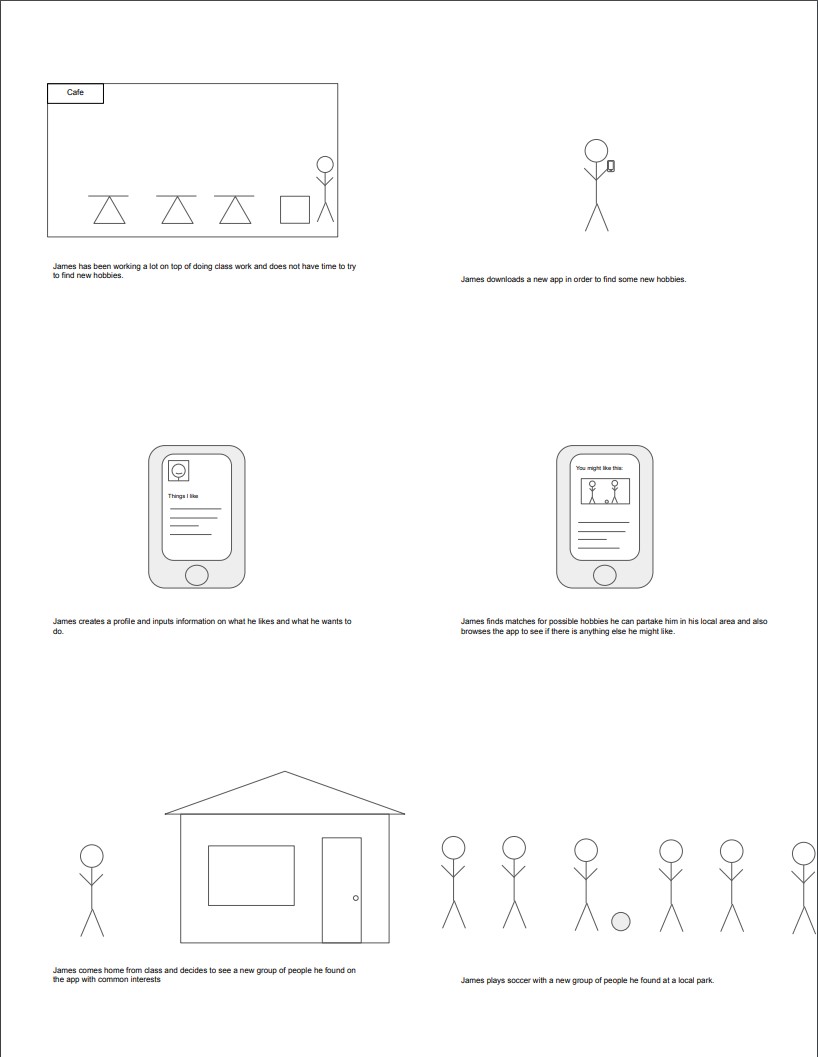 Cafe
James has been working a lot on top of doing class work and does not have time to try
to find new hobbies.
James downloads a new app in order to find some new hobbies.
Things I like
You might like this:
James creates a profile and inputs information on what he likes and what he wants to
do.
James finds matches for possible hobbies he can partake him in his local area and also
browses the app to see if there is anything else he might like.
James comes home from class and decides to see a new group of people he found on
the app with common interests
James plays soccer with a new group of people he found at a local park.